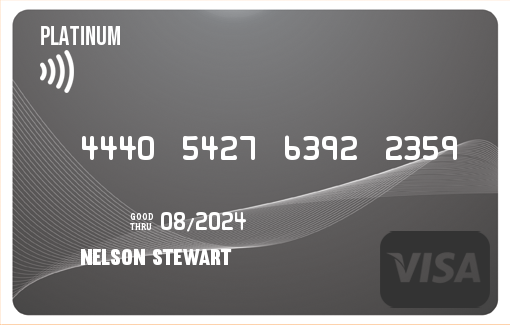 PLATINUM
4440 5427 6392 2359
GOOD THRU 08/2024
NELSON STEWART
VISA